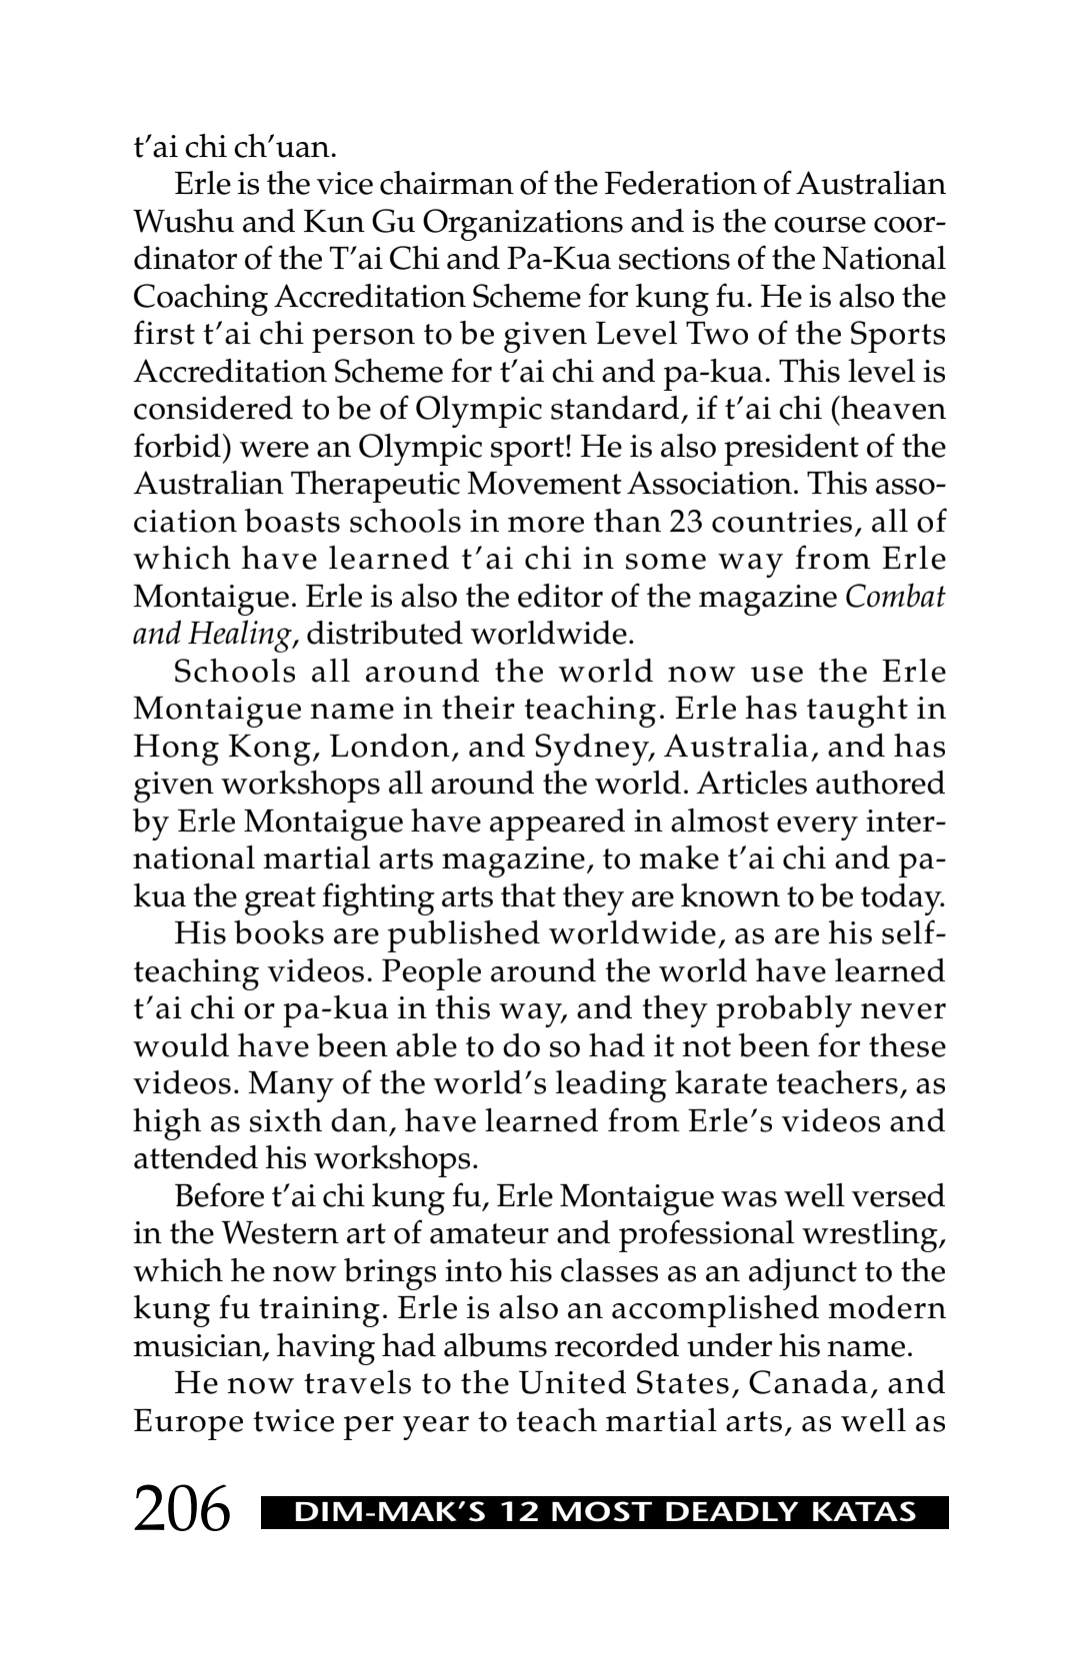 t’ai chi ch’uan.
Erle is the vice chairman of the Federation of Australian
Wushu and Kun Gu Organizations and is the course coor-
dinator of the T’ai Chi and Pa-Kua sections of the National
Coaching Accreditation Scheme for kung fu. He is also the
first t’ai chi person to be given Level Two of the Sports
Accreditation Scheme for t’ai chi and pa-kua. This level is
considered to be of Olympic standard, if t’ai chi (heaven
forbid) were an Olympic sport! He is also president of the
Australian Therapeutic Movement Association. This asso-
ciation boasts schools in more than 23 countries, all of
which have learned t’ai chi in some way from Erle
Montaigue. Erle is also the editor of the magazine Combat
and Healing, distributed worldwide.
Schools all around the world now use the Erle
Montaigue name in their teaching. Erle has taught in
Hong Kong, London, and Sydney, Australia, and has
given workshops all around the world. Articles authored
by Erle Montaigue have appeared in almost every inter-
national martial arts magazine, to make t’ai chi and pa-
kua the great fighting arts that they are known to be today.
His books are published worldwide, as are his self-
teaching videos. People around the world have learned
t’ai chi or pa-kua in this way, and they probably never
would have been able to do so had it not been for these
videos. Many of the world’s leading karate teachers, as
high as sixth dan, have learned from Erle’s videos and
attended his workshops.
Before t’ai chi kung fu, Erle Montaigue was well versed
in the Western art of amateur and professional wrestling,
which he now brings into his classes as an adjunct to the
kung fu training. Erle is also an accomplished modern
musician, having had albums recorded under his name.
He now travels to the United States, Canada, and
Europe twice per year to teach martial arts, as well as
206 DIM-MAK’S 12 MOST DEADLY KATAS